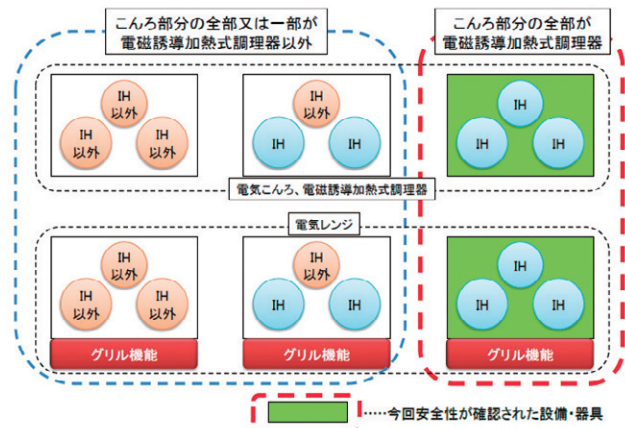 こんろ部分の全部又は一部が
電磁誘導加熱式調理器以外
こんろ部分の全部が
電磁誘導加熱式調理器
IH
以外
IH
以外
IH
以外
IH
以外
IH
IH
IH
IH
IH
電気こんろ、電磁誘導加熱式調理器
電気レンジ
IH
以外
IH
以外
IH
以外
IH
以外
IH
IH
IH
IH
IH
グリル機能
グリル機能
グリル機能
‥‥‥今回安全性が確認された設備・器具